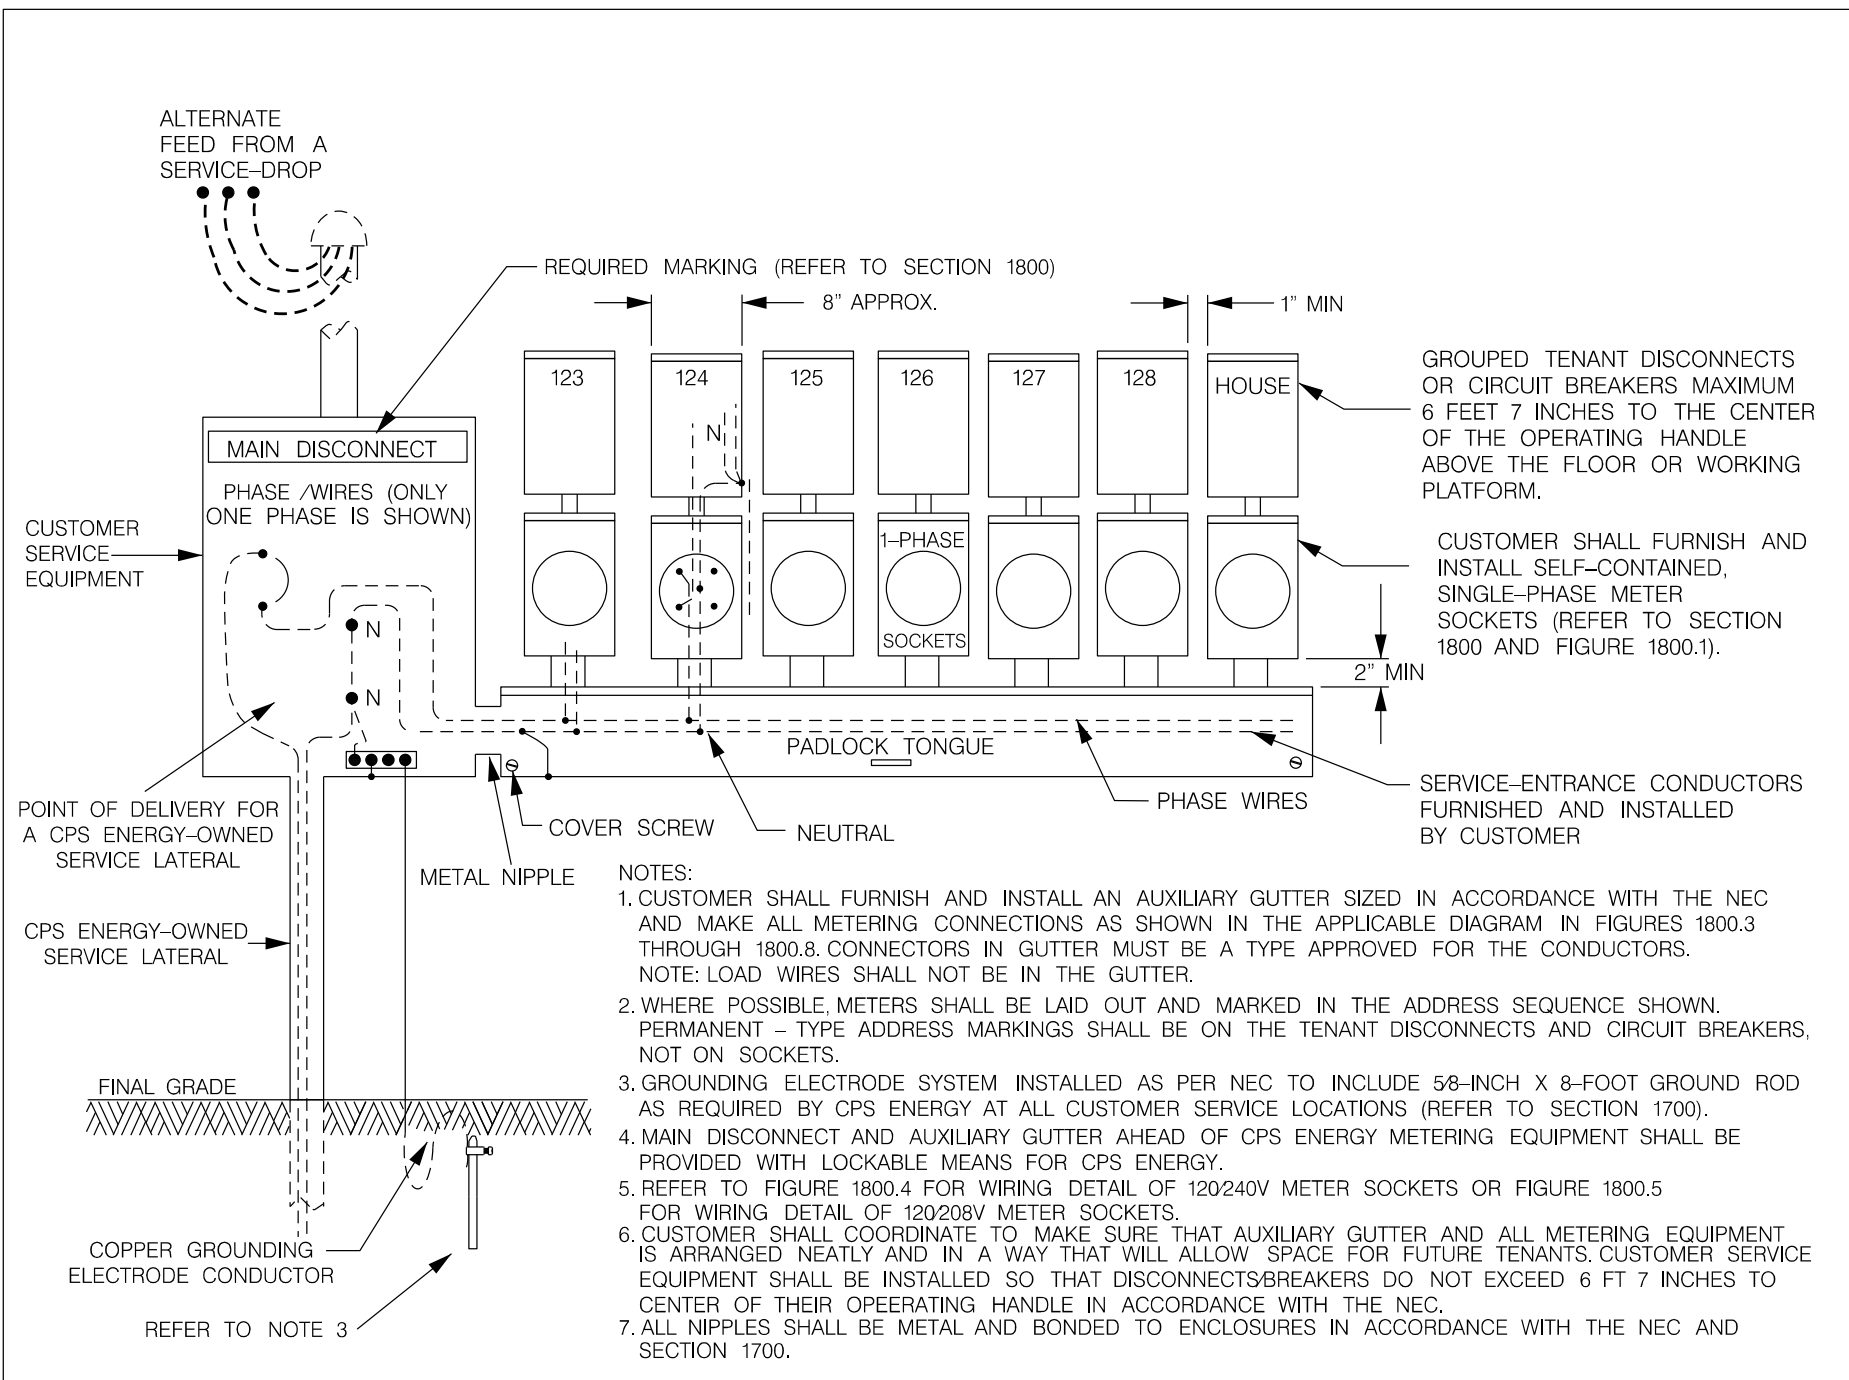 ALTERNATE
FEED FROM A
SERVICE–DROP
REQUIRED MARKING (REFER TO SECTION 1800)
8" APPROX.
1" MIN
123
124
125
126
127
128
HOUSE
GROUPED TENANT DISCONNECTS
OR CIRCUIT BREAKERS MAXIMUM
6 FEET 7 INCHES TO THE CENTER
OF THE OPERATING HANDLE
ABOVE THE FLOOR OR WORKING
PLATFORM.
MAIN DISCONNECT
PHASE /WIRES (ONLY
ONE PHASE IS SHOWN)
N
CUSTOMER
SERVICE
EQUIPMENT
1–PHASE
SOCKETS
CUSTOMER SHALL FURNISH AND
INSTALL SELF–CONTAINED,
SINGLE–PHASE METER
SOCKETS (REFER TO SECTION
1800 AND FIGURE 1800.1).
2" MIN
N
N
PADLOCK TONGUE
SERVICE–ENTRANCE CONDUCTORS
FURNISHED AND INSTALLED
BY CUSTOMER
PHASE WIRES
POINT OF DELIVERY FOR
A CPS ENERGY–OWNED
SERVICE LATERAL
COVER SCREW
NEUTRAL
METAL NIPPLE
CPS ENERGY–OWNED
SERVICE LATERAL
FINAL GRADE
COPPER GROUNDING
ELECTRODE CONDUCTOR
REFER TO NOTE 3
NOTES:
1. CUSTOMER SHALL FURNISH AND INSTALL AN AUXILIARY GUTTER SIZED IN ACCORDANCE WITH THE NEC
AND MAKE ALL METERING CONNECTIONS AS SHOWN IN THE APPLICABLE DIAGRAM IN FIGURES 1800.3
THROUGH 1800.8. CONNECTORS IN GUTTER MUST BE A TYPE APPROVED FOR THE CONDUCTORS.
NOTE: LOAD WIRES SHALL NOT BE IN THE GUTTER.
2. WHERE POSSIBLE, METERS SHALL BE LAID OUT AND MARKED IN THE ADDRESS SEQUENCE SHOWN.
PERMANENT – TYPE ADDRESS MARKINGS SHALL BE ON THE TENANT DISCONNECTS AND CIRCUIT BREAKERS,
NOT ON SOCKETS.
3. GROUNDING ELECTRODE SYSTEM INSTALLED AS PER NEC TO INCLUDE 5/8–INCH X 8–FOOT GROUND ROD
AS REQUIRED BY CPS ENERGY AT ALL CUSTOMER SERVICE LOCATIONS (REFER TO SECTION 1700).
4. MAIN DISCONNECT AND AUXILIARY GUTTER AHEAD OF CPS ENERGY METERING EQUIPMENT SHALL BE
PROVIDED WITH LOCKABLE MEANS FOR CPS ENERGY.
5. REFER TO FIGURE 1800.4 FOR WIRING DETAIL OF 120/240V METER SOCKETS OR FIGURE 1800.5
FOR WIRING DETAIL OF 120/208V METER SOCKETS.
6. CUSTOMER SHALL COORDINATE TO MAKE SURE THAT AUXILIARY GUTTER AND ALL METERING EQUIPMENT
IS ARRANGED NEATLY AND IN A WAY THAT WILL ALLOW SPACE FOR FUTURE TENANTS. CUSTOMER SERVICE
EQUIPMENT SHALL BE INSTALLED SO THAT DISCONNECTS/BREAKERS DO NOT EXCEED 6 FT 7 INCHES TO
CENTER OF THEIR OPEERATING HANDLE IN ACCORDANCE WITH THE NEC.
7. ALL NIPPLES SHALL BE METAL AND BONDED TO ENCLOSURES IN ACCORDANCE WITH THE NEC AND
SECTION 1700.